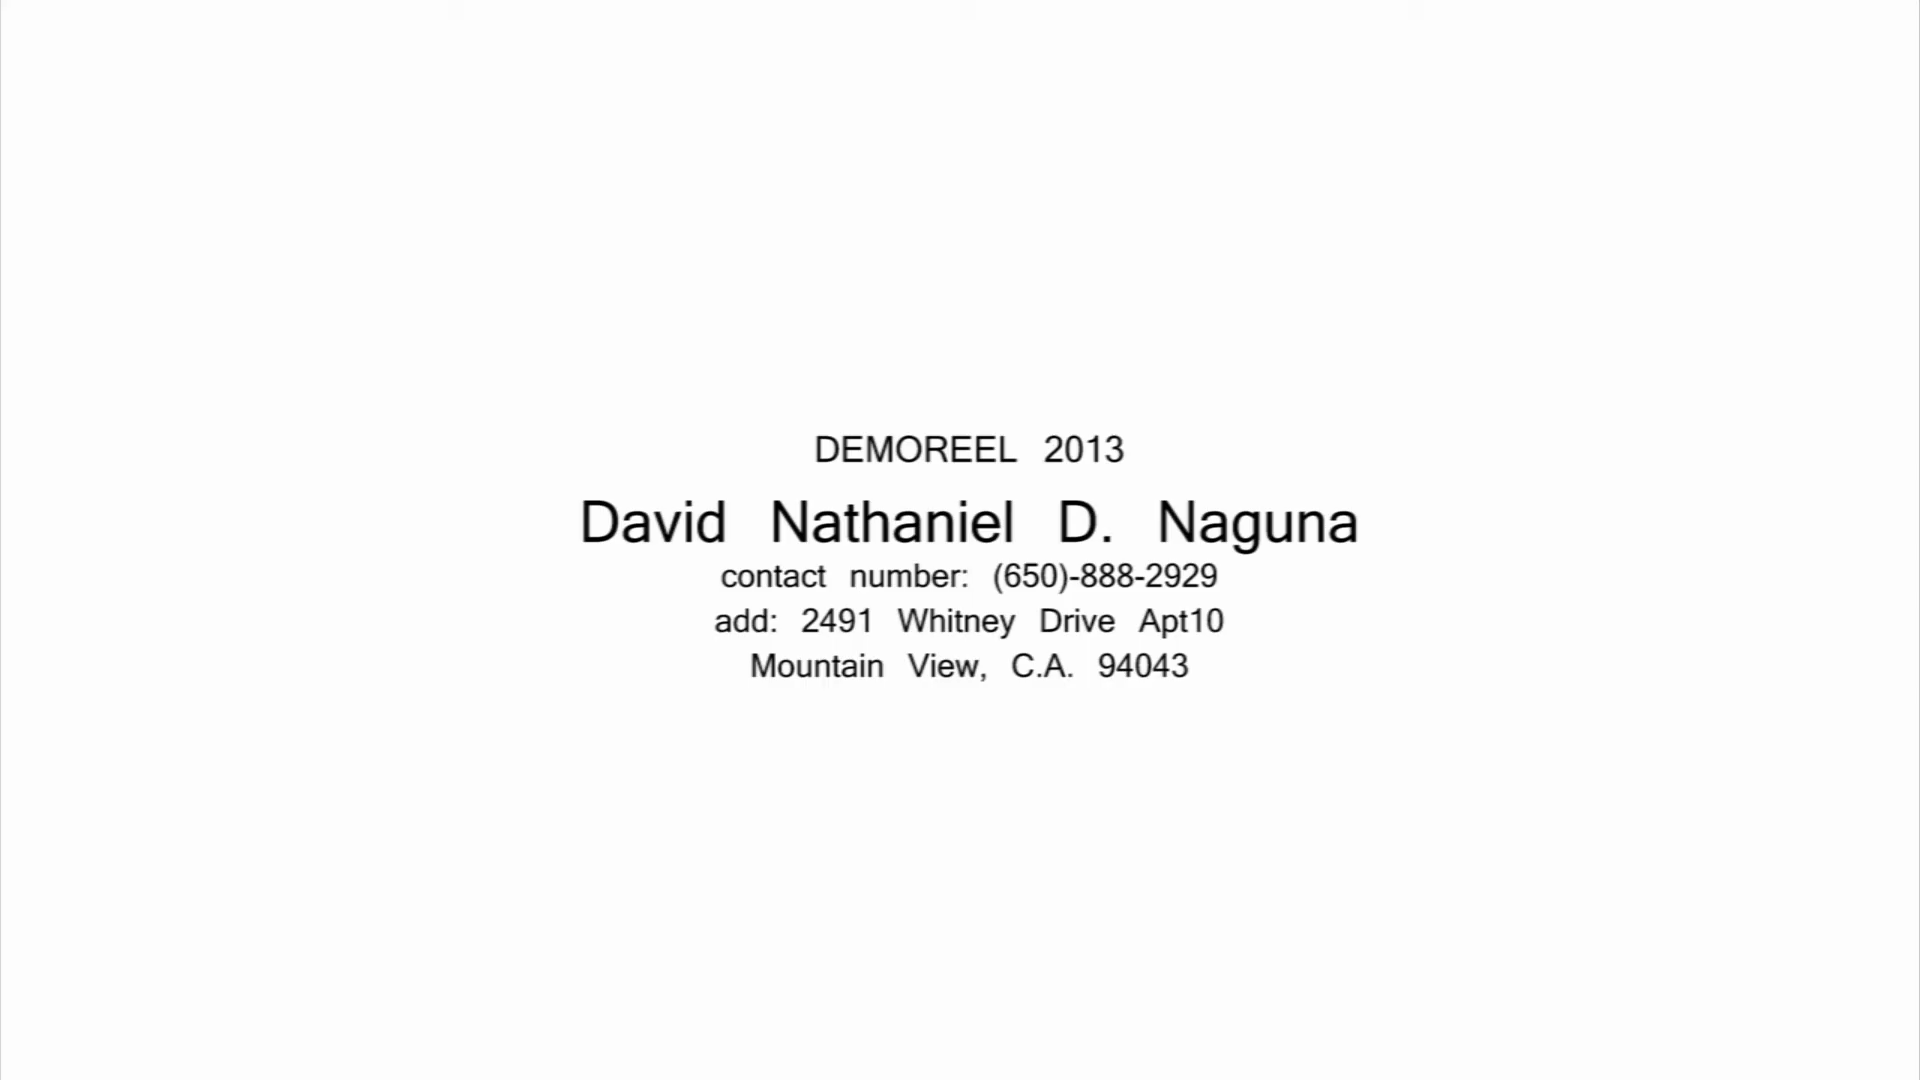 DEMOREEL 2013
David Nathaniel D. Naguna
contact number: (650)-888-2929
add: 2491 Whitney Drive Apt10
Mountain View, C.A. 94043